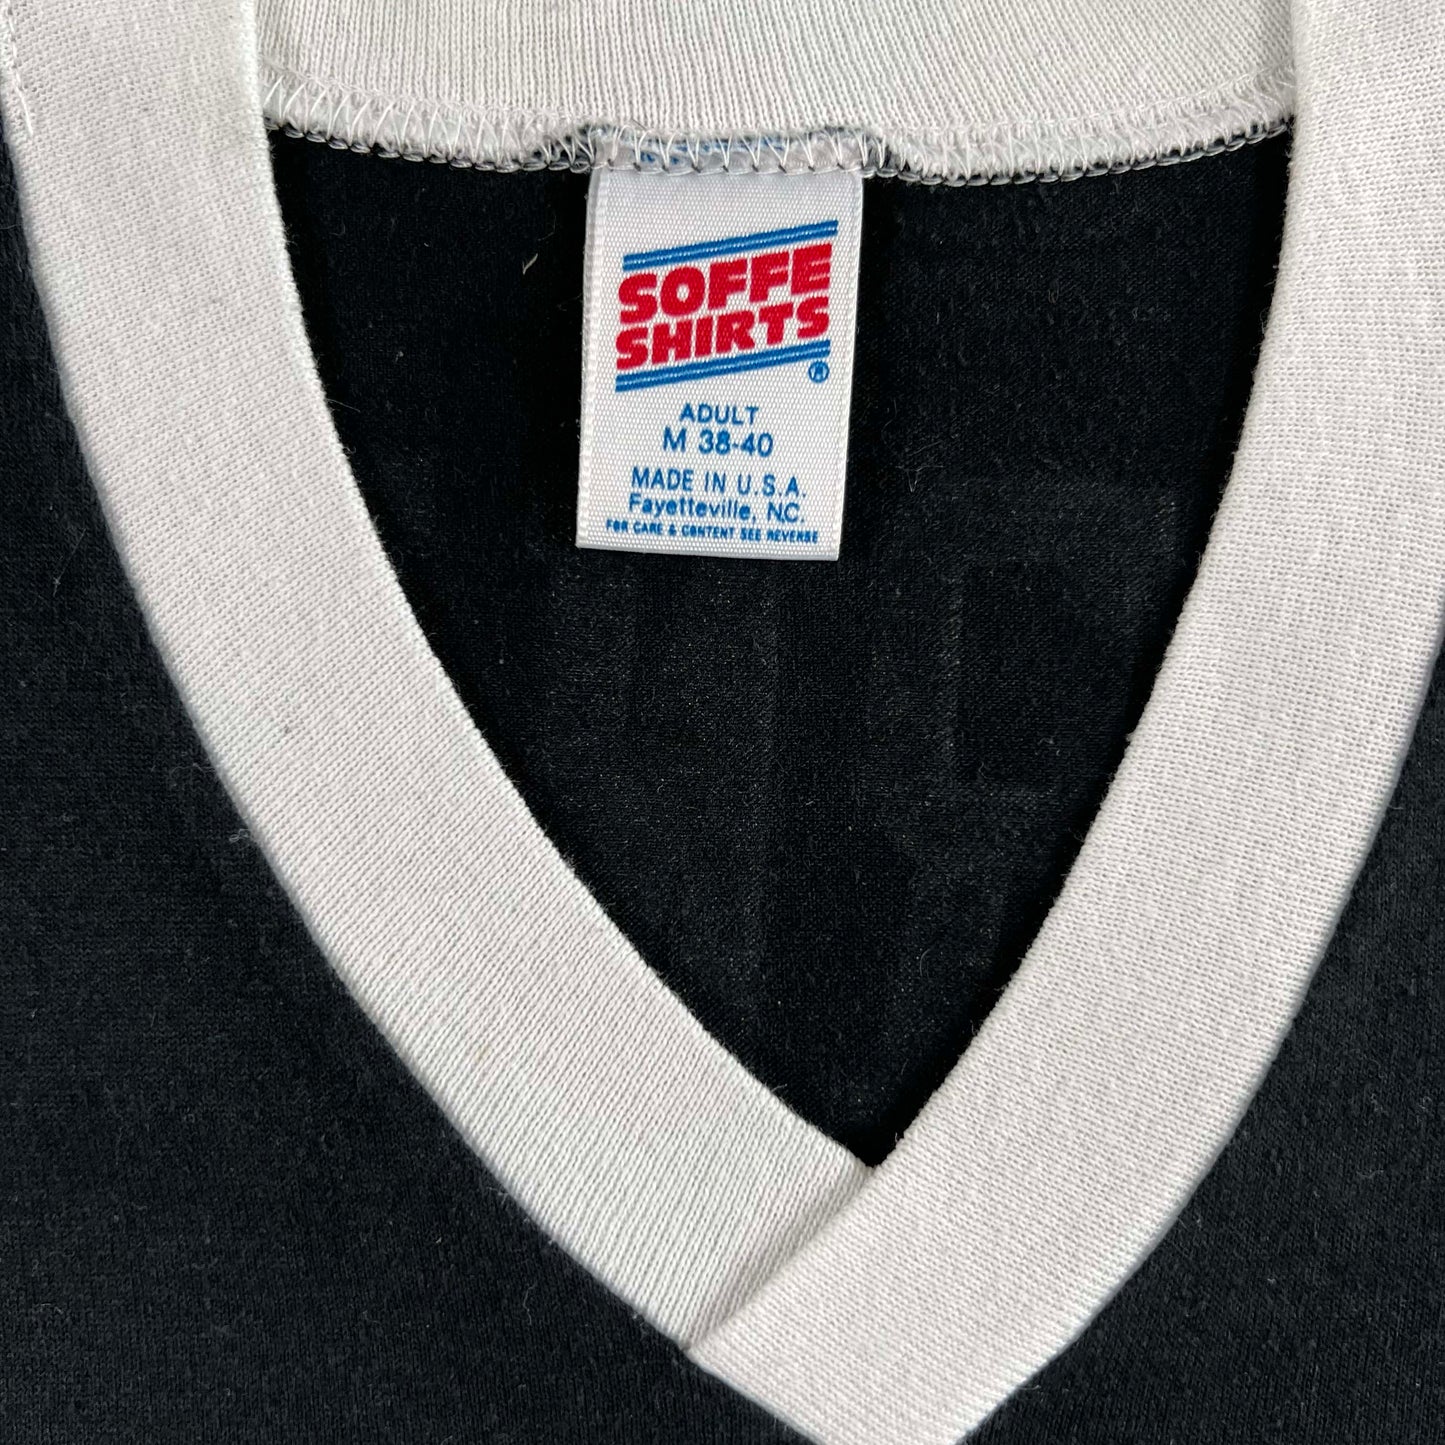 SOFFE
SHIRTS
®
ADULT
M 38-40
MADE IN U.S.A.
Fayetteville, NC.
FOR CARE & CONTENT SEE REVERSE